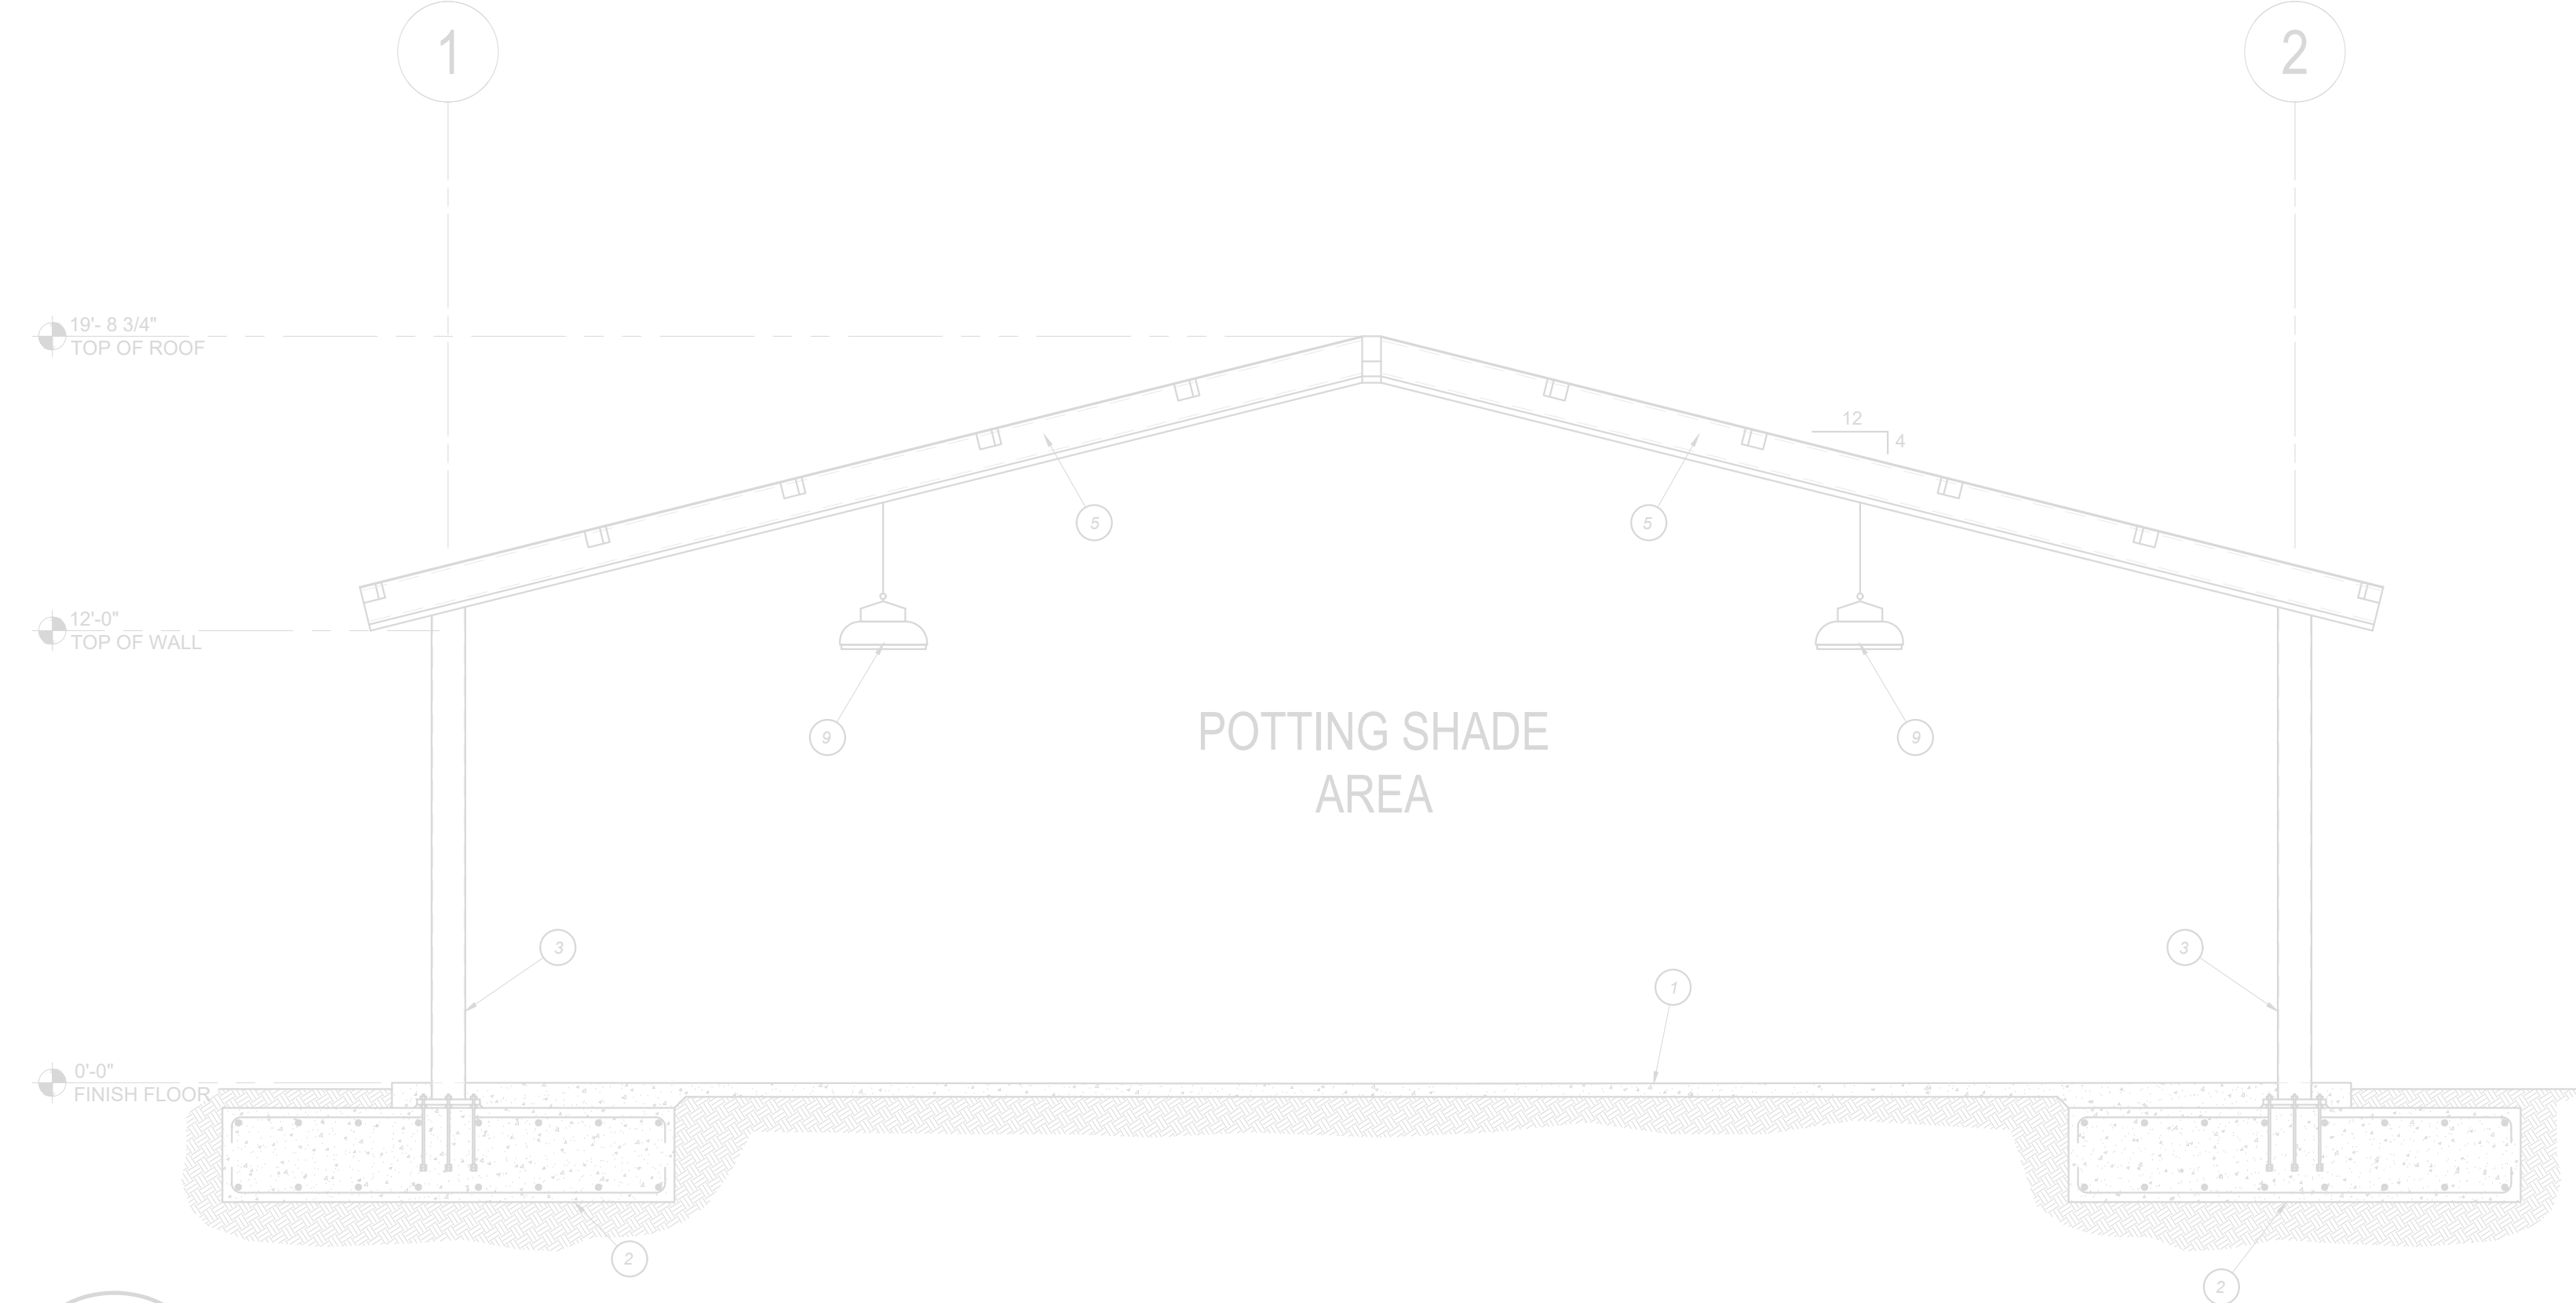 1
2
19'- 8 3/4"
TOP OF ROOF
12
4
5
5
12'-0"
TOP OF WALL
9
9
POTTING SHADE
AREA
3
3
1
0'-0"
FINISH FLOOR
2
2